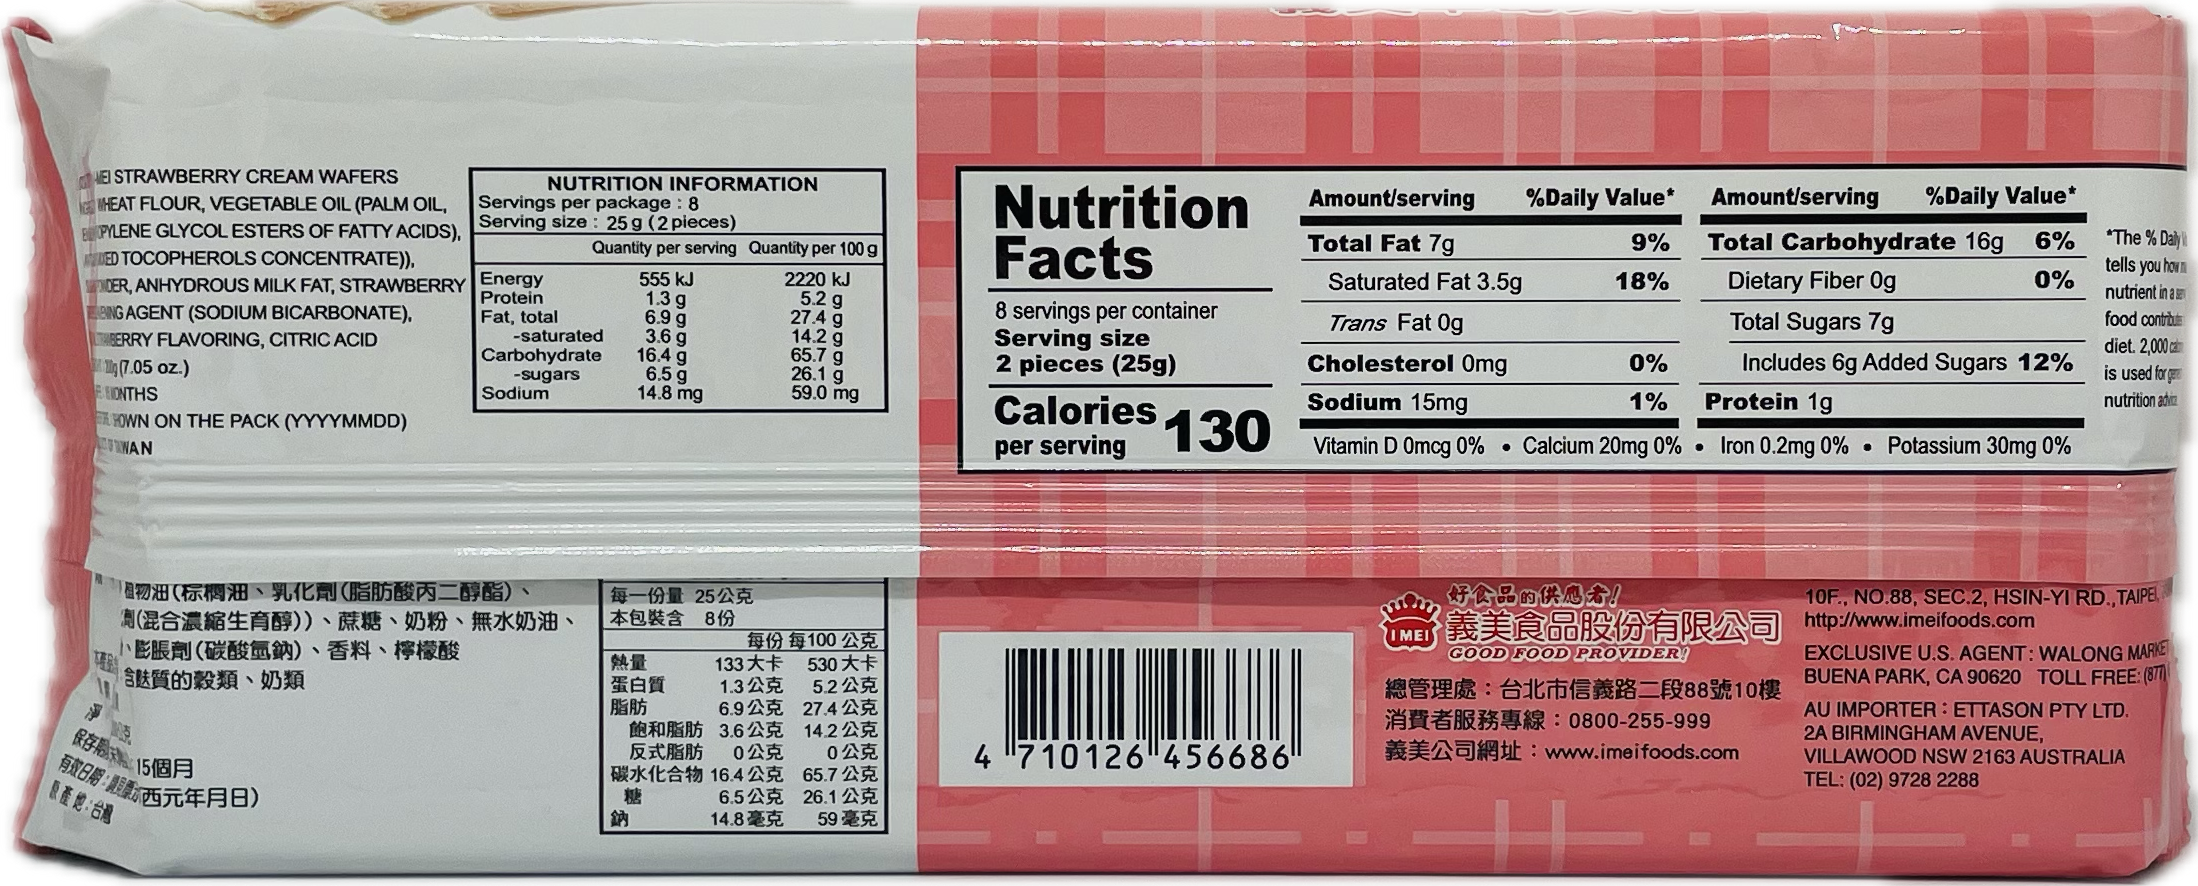 -MEI STRAWBERRY CREAM WAFERS
WHEAT FLOUR, VEGETABLE OIL (PALM OIL,
GLYCOL ESTERS OF FATTY ACIDS),
TOCOPHEROLS CONCENTRATE)),
ANHYDROUS MILK FAT, STRAWBERRY
AGENT (SODIUM BICARBONATE),
FLAVORING, CITRIC ACID
(7.05 oz.)
MONTHS
ON THE PACK (YYYYMMDD)
NUTRITION INFORMATION
Servings per package : 8
Serving size : 25 g (2 pieces)
Quantity per serving Quantity per 100 g
Energy 555 kJ 2220 kJ
Protein 1.3 g 5.2 g
Fat, total 6.9 g 27.4 g
-saturated 3.6 g 14.2 g
Carbohydrate 16.4 g 65.7 g
-sugars 6.5 g 26.1 g
Sodium 14.8 mg 59.0 mg
Nutrition
Facts
8 servings per container
Serving size
2 pieces (25g)
Calories
per serving 130
Amount/serving %Daily Value*
Total Fat 7g 9%
Saturated Fat 3.5g 18%
Trans Fat 0g
Cholesterol 0mg 0%
Sodium 15mg 1%
Amount/serving %Daily Value*
Total Carbohydrate 16g 6%
Dietary Fiber 0g 0%
Total Sugars 7g
Includes 6g Added Sugars 12%
Protein 1g
Vitamin D 0mcg 0% • Calcium 20mg 0% • Iron 0.2mg 0% • Potassium 30mg 0%
*The % Daily
tells you how
nutrient in a
food
diet. 2,000
is used for
nutrition
植物油(棕櫚油、乳化劑(脂肪酸丙二醇酯)、
劑(混合濃縮生育醇))、蔗糖、奶粉、無水奶油、
、膨脹劑(碳酸氫鈉)、香料、檸檬酸
含麩質的穀類、奶類
淨
15個月
有效日期：西元年月日)
原產地：台灣
每一份量 25公克
本包裝含 8份
每份 每100公克
熱量 133大卡 530大卡
蛋白質 1.3公克 5.2公克
脂肪 6.9公克 27.4公克
飽和脂肪 3.6公克 14.2公克
反式脂肪 0公克 0公克
碳水化合物 16.4公克 65.7公克
糖 6.5公克 26.1公克
鈉 14.8毫克 59毫克
4 710126 456686
好食品的供應者!
I MEI 義美食品股份有限公司
GOOD FOOD PROVIDER!
總管理處：台北市信義路二段88號10樓
消費者服務專線：0800-255-999
義美公司網址：www.imeifoods.com
10F., NO.88, SEC.2, HSIN-YI RD.,TAIPEI,
http://www.imeifoods.com
EXCLUSIVE U.S. AGENT : WALONG MARKET
BUENA PARK, CA 90620 TOLL FREE: (877)
AU IMPORTER : ETTASON PTY LTD.
2A BIRMINGHAM AVENUE,
VILLAWOOD NSW 2163 AUSTRALIA
TEL: (02) 9728 2288